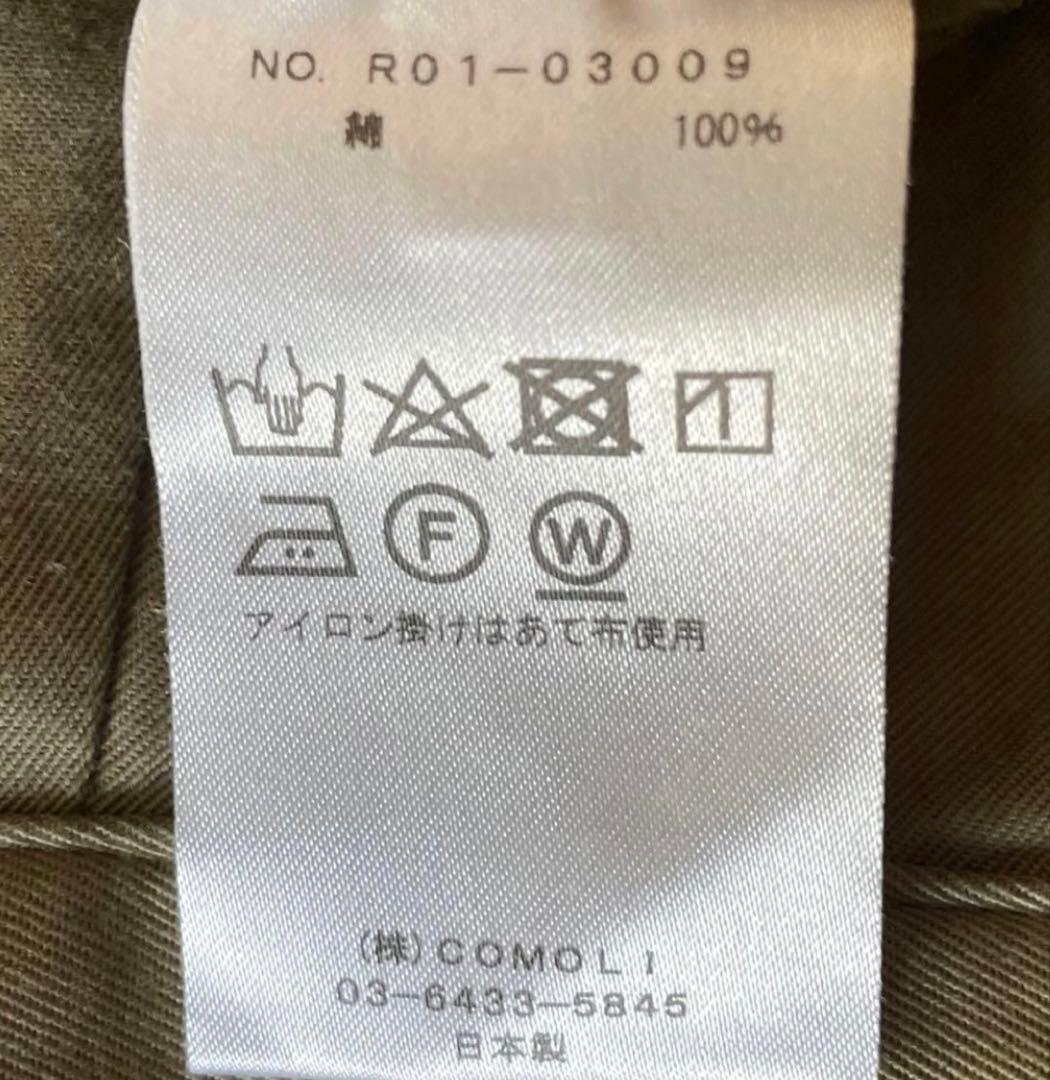 NO. R01-03009
綿 100%
F W
アイロン掛けはあて布使用
(株)COMOLI
03-6433-5845
日本製